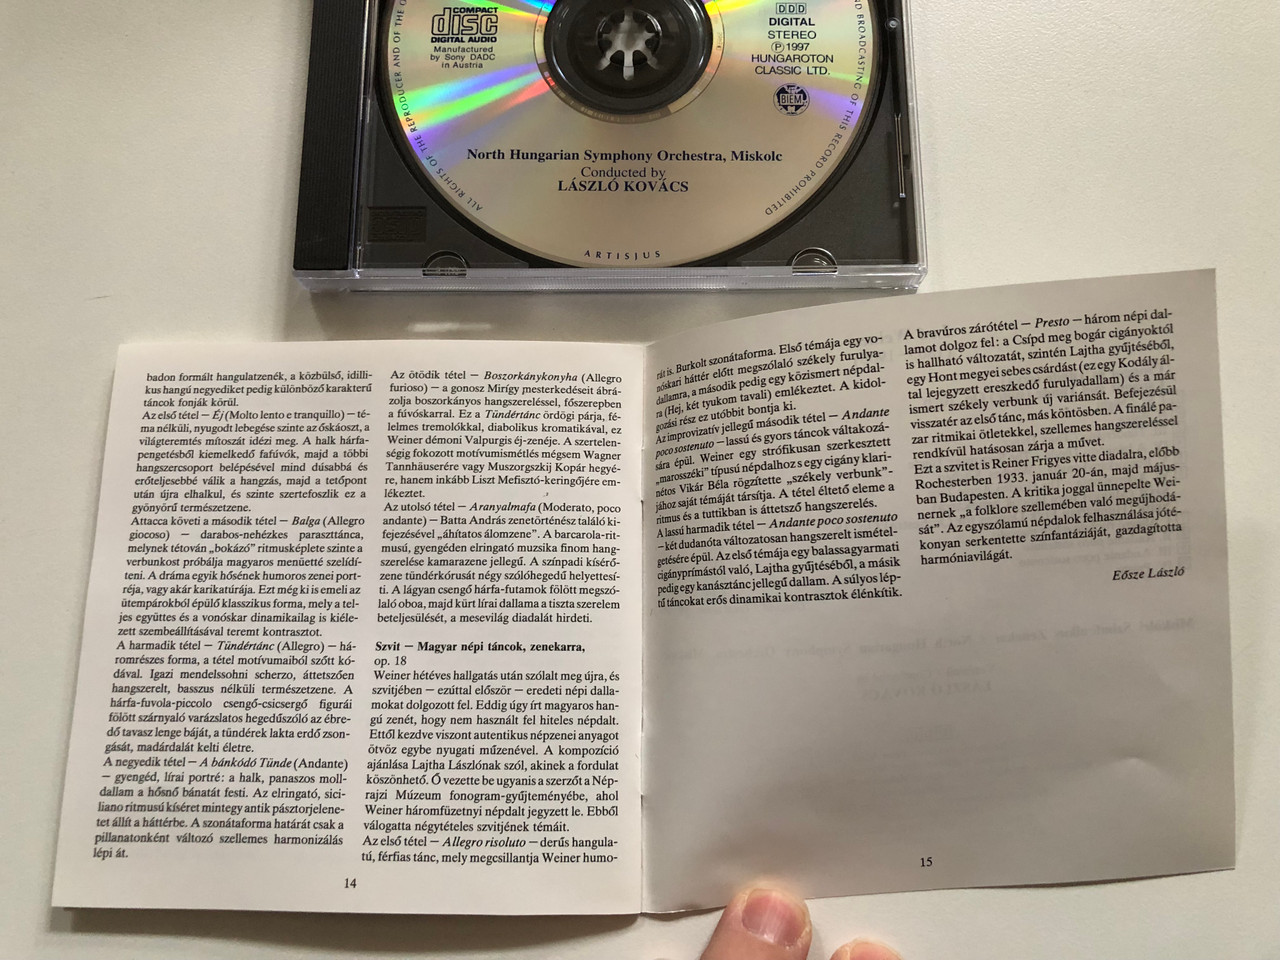 COMPACT
disc
DIGITAL AUDIO
Manufactured
by Sony DADC
in Austria
DDD
DIGITAL
STEREO
Ⓟ 1997
HUNGAROTON
CLASSIC LTD.
BIEM
ALL RIGHTS OF THE REPRODUCER AND OF THE
ND BROADCASTING OF THIS RECORD PROHIBITED
North Hungarian Symphony Orchestra, Miskolc
Conducted by
LÁSZLÓ KOVÁCS
ARTISJUS
badon formált hangulatzenék, a közbülső, idilli-
kus hangú negyediket pedig különböző karakterű
táncok fonják körül.
Az első tétel – Éj (Molto lento e tranquillo) – té-
ma nélküli, nyugodt lebegése szinte az őskáoszt, a
világteremtés mítoszát idézi meg. A halk hárfa-
pengetésből kiemelkedő fafúvók, majd a többi
hangszercsoport belépésével mind dúsabbá és
erőteljesebbé válik a hangzás, majd a tetőpont
után újra elhalkul, és szinte szertefoszlik ez a
gyönyörű természetzene.
Attacca követi a második tétel – Balga (Allegro
giocoso) – darabos-nehézkes paraszttánca,
melynek tétován „bokázó” ritmusképlete szinte a
verbunkost próbálja magyaros menüetté szelídí-
teni. A dráma egyik hősének humoros zenei port-
réja, vagy akár karikatúrája. Ezt még ki is emeli az
ütempárokból épülő klasszikus forma, mely a tel-
jes együttes és a vonóskar dinamikailag is kiéle-
zett szembeállításával teremt kontrasztot.
A harmadik tétel – Tündértánc (Allegro) – há-
romrészes forma, a tétel motívumaiból szőtt kó-
dával. Igazi mendelssohni scherzo, áttetszően
hangszerelt, basszus nélküli természetzene. A
hárfa-fuvola-piccolo csengő-csicsergő figurái
fölött szárnyaló varázslatos hegedűszóló az ébre-
dő tavasz lenge báját, a tündérek lakta erdő zson-
gását, madárdalát kelti életre.
A negyedik tétel – A bánkódó Tünde (Andante)
– gyengéd, lírai portré: a halk, panaszos moll-
dallam a hősnő bánatát festi. Az elringató, sici-
liano ritmusú kíséret mintegy antik pásztorjelene-
tet állít a háttérbe. A szonátaforma határát csak a
pillanatonként változó szellemes harmonizálás
lépi át.
Az ötödik tétel – Boszorkánykonyha (Allegro
furioso) – a gonosz Mirígy mesterkedéseit ábrá-
zolja boszorkányos hangszereléssel, főszerepben
a fúvóskarral. Ez a Tündértánc ördögi párja, fé-
lelmes tremolókkal, diabolikus kromatikával, ez
Weiner démoni Valpurgis éj-zenéje. A szertelen-
ségig fokozott motívumismétlés mégsem Wagner
Tannhäuserére vagy Muszorgszkij Kopár hegyé-
re, hanem inkább Liszt Mefisztó-keringőjére em-
lékeztet.
Az utolsó tétel – Aranyalmafa (Moderato, poco
andante) – Batta András zenetörténész találó ki-
fejezésével „áhítatos álomzene”. A barcarola-rit-
musú, gyengéden elringató muzsika finom hang-
szerelése kamarazene jellegű. A színpadi kísérő-
zene tündérkórusát négy szólóhegedű helyettesí-
ti. A lágyan csengő hárfa-futamok fölött megszó-
laló oboa, majd kürt lírai dallama a tiszta szerelem
beteljesülését, a mesevilág diadalát hirdeti.
Szvit – Magyar népi táncok, zenekarra,
op. 18
Weiner hétéves hallgatás után szólalt meg újra, és
szvitjében – ezúttal először – eredeti népi dalla-
mokat dolgozott fel. Eddig úgy írt magyaros han-
gú zenét, hogy nem használt fel hiteles népdalt.
Ettől kezdve viszont autentikus népzenei anyagot
ötvöz egybe nyugati műzenével. A kompozíció
ajánlása Lajtha Lászlónak szól, akinek a fordulat
köszönhető. Ő vezette be ugyanis a szerzőt a Nép-
rajzi Múzeum fonogram-gyűjteményébe, ahol
Weiner háromfüzetnyi népdalt jegyzett le. Ebből
válogatta négytételes szvitjének témáit.
Az első tétel – Allegro risoluto – derűs hangula-
tú, férfias tánc, mely megcsillantja Weiner humo-
14
rát is. Burkolt szonátaforma. Első témája egy vo-
nóskari háttér előtt megszólaló székely furulya-
dallamra, a második pedig egy közismert népdal-
ra (Hej, két tyukom tavali) emlékeztet. A kidol-
gozási rész ez utóbbit bontja ki.
Az improvizatív jellegű második tétel – Andante
poco sostenuto – lassú és gyors táncok váltakozá-
sára épül. Weiner egy strófikusan szerkesztett
„marosszéki” típusú népdalhoz s egy cigány klari-
nétos Vikár Béla rögzítette „székely verbunk”-
jához saját témáját társítja. A tétel éltető eleme a
ritmus és a tuttikban is áttetsző hangszerelés.
A lassú harmadik tétel – Andante poco sostenuto
– két dudanóta változatosan hangszerelt ismétel-
getésére épül. Az első témája egy balassagyarmati
cigányprímástól való, Lajtha gyűjtéséből, a másik
pedig egy kanásztánc jellegű dallam. A súlyos lép-
tű táncokat erős dinamikai kontrasztok élénkítik.
A bravúros zárótétel – Presto – három népi dal-
lamot dolgoz fel: a Csípd meg bogár cigányoktól
is hallható változatát, szintén Lajtha gyűjtéséből,
egy Hont megyei sebes csárdást (ez egy Kodály ál-
tal lejegyzett ereszkedő furulyadallam) és a már
ismert székely verbunk új variánsát. Befejezésül
visszatér az első tánc, más köntösben. A finálé pa-
zar ritmikai ötletekkel, szellemes hangszereléssel
rendkívül hatásosan zárja a művet.
Ezt a szvitet is Reiner Frigyes vitte diadalra, előbb
Rochesterben 1933. január 20-án, majd május-
ban Budapesten. A kritika joggal ünnepelte Wei-
nernek „a folklore szellemében való megújhodá-
sát”. Az egyszólamú népdalok felhasználása jóté-
konyan serkentette színfantáziáját, gazdagította
harmóniavilágát.
Eősze László
15